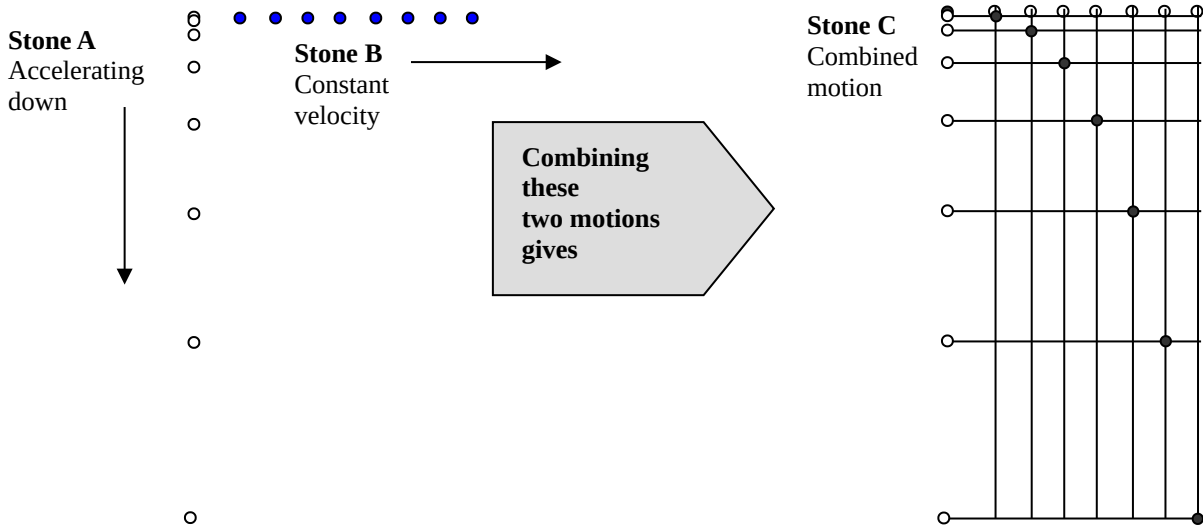 Stone A
Accelerating
down
Stone B
Constant
velocity
Combining
these
two motions
gives
Stone C
Combined
motion